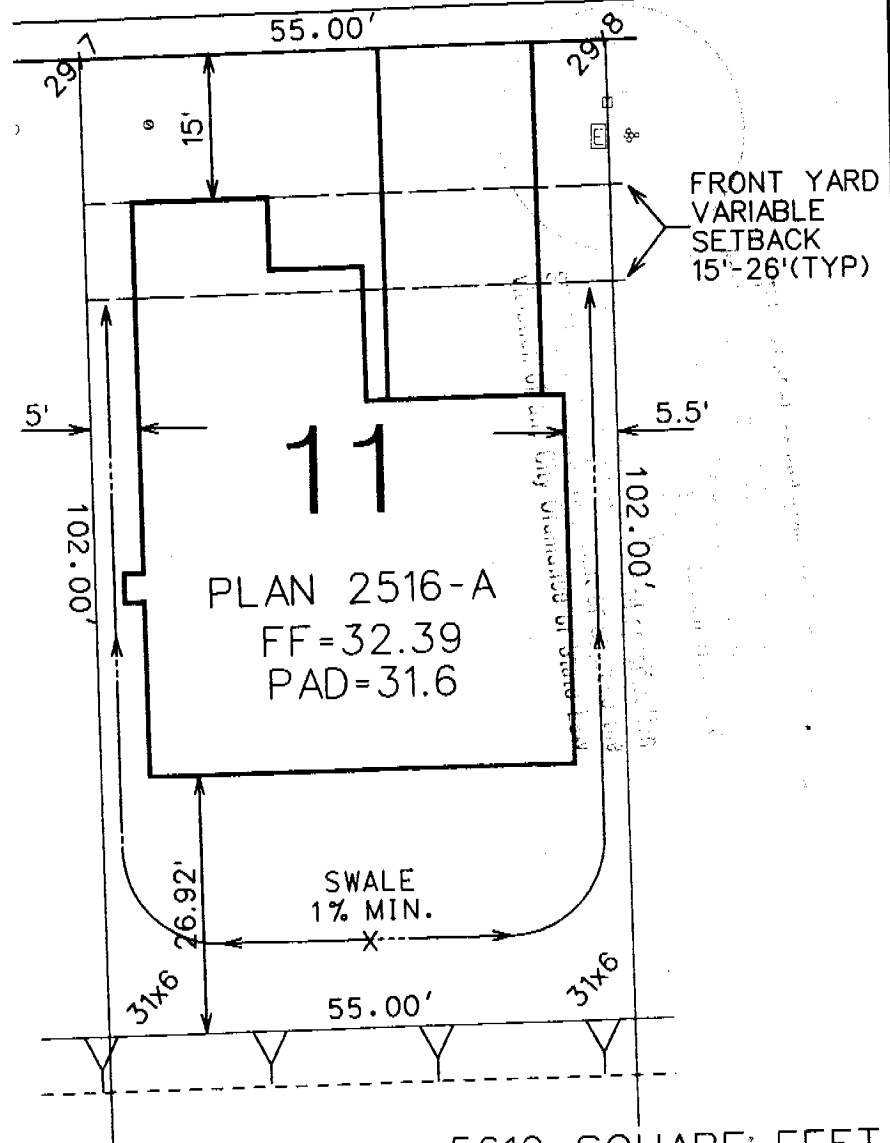 55.00'
29.7
29.8
15'
E
FRONT YARD
VARIABLE
SETBACK
15'-26'(TYP)
5'
5.5'
11
102.00'
102.00'
PLAN 2516-A
FF=32.39
PAD=31.6
26.92'
SWALE
1% MIN.
X
31x6
31x6
55.00'
SQUARE FEET